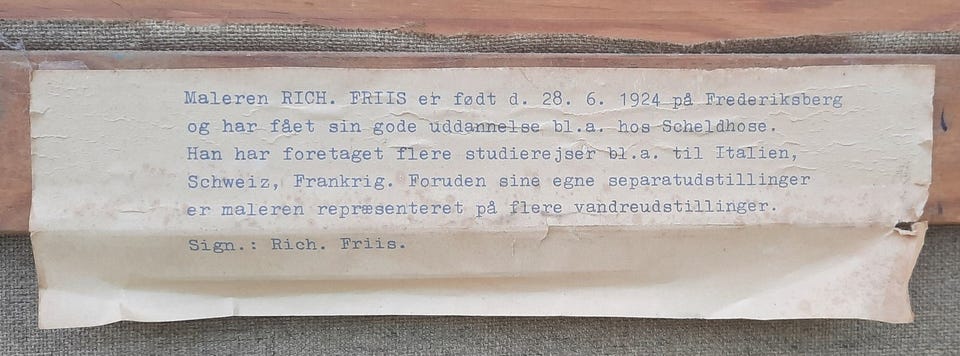 Maleren RICH. FRIIS er født d. 28. 6. 1924 på Frederiksberg
og har fået sin gode uddannelse bl.a. hos Scheldhose.
Han har foretaget flere studierejser bl.a. til Italien,
Schweiz, Frankrig. Foruden sine egne separatudstillinger
er maleren repræsenteret på flere vandreudstillinger.
Sign.: Rich. Friis.